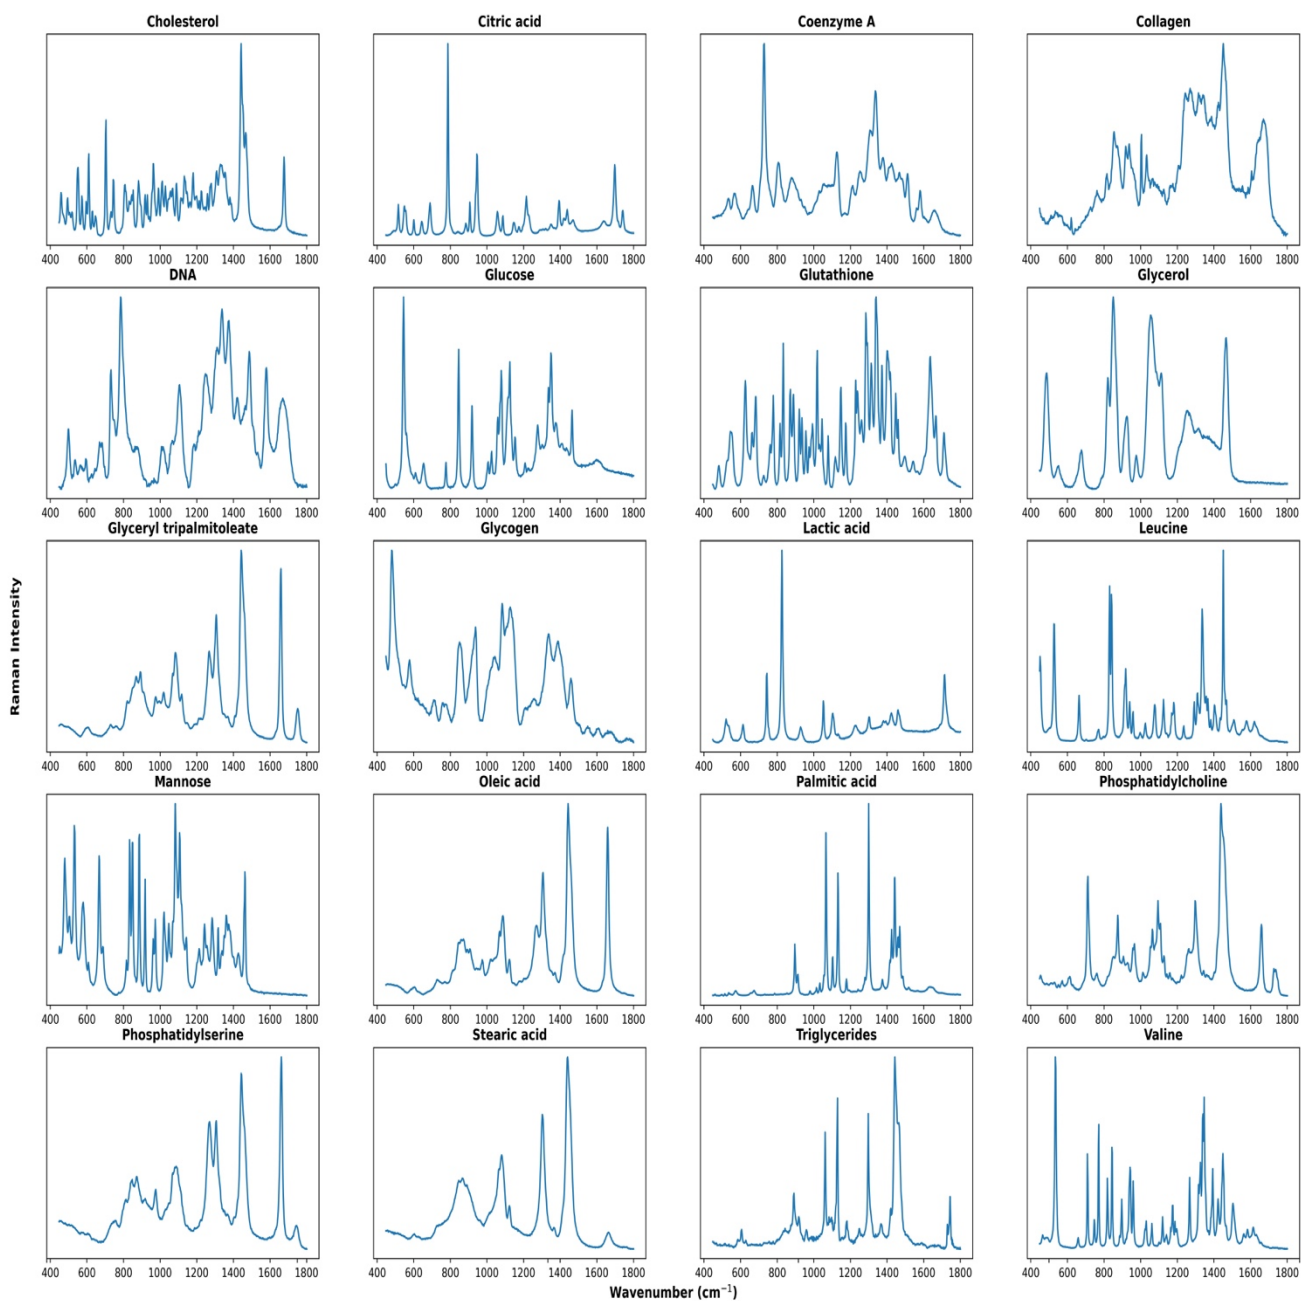 Cholesterol Citric acid Coenzyme A Collagen
400 600 800 1000 1200 1400 1600 1800 400 600 800 1000 1200 1400 1600 1800 400 600 800 1000 1200 1400 1600 1800 400 600 800 1000 1200 1400 1600 1800
DNA Glucose Glutathione Glycerol
400 600 800 1000 1200 1400 1600 1800 400 600 800 1000 1200 1400 1600 1800 400 600 800 1000 1200 1400 1600 1800 400 600 800 1000 1200 1400 1600 1800
Glyceryl tripalmitoleate Glycogen Lactic acid Leucine
Raman Intensity
400 600 800 1000 1200 1400 1600 1800 400 600 800 1000 1200 1400 1600 1800 400 600 800 1000 1200 1400 1600 1800 400 600 800 1000 1200 1400 1600 1800
Mannose Oleic acid Palmitic acid Phosphatidylcholine
400 600 800 1000 1200 1400 1600 1800 400 600 800 1000 1200 1400 1600 1800 400 600 800 1000 1200 1400 1600 1800 400 600 800 1000 1200 1400 1600 1800
Phosphatidylserine Stearic acid Triglycerides Valine
400 600 800 1000 1200 1400 1600 1800 400 600 800 1000 1200 1400 1600 1800 400 600 800 1000 1200 1400 1600 1800 400 600 800 1000 1200 1400 1600 1800
Wavenumber (cm⁻¹)